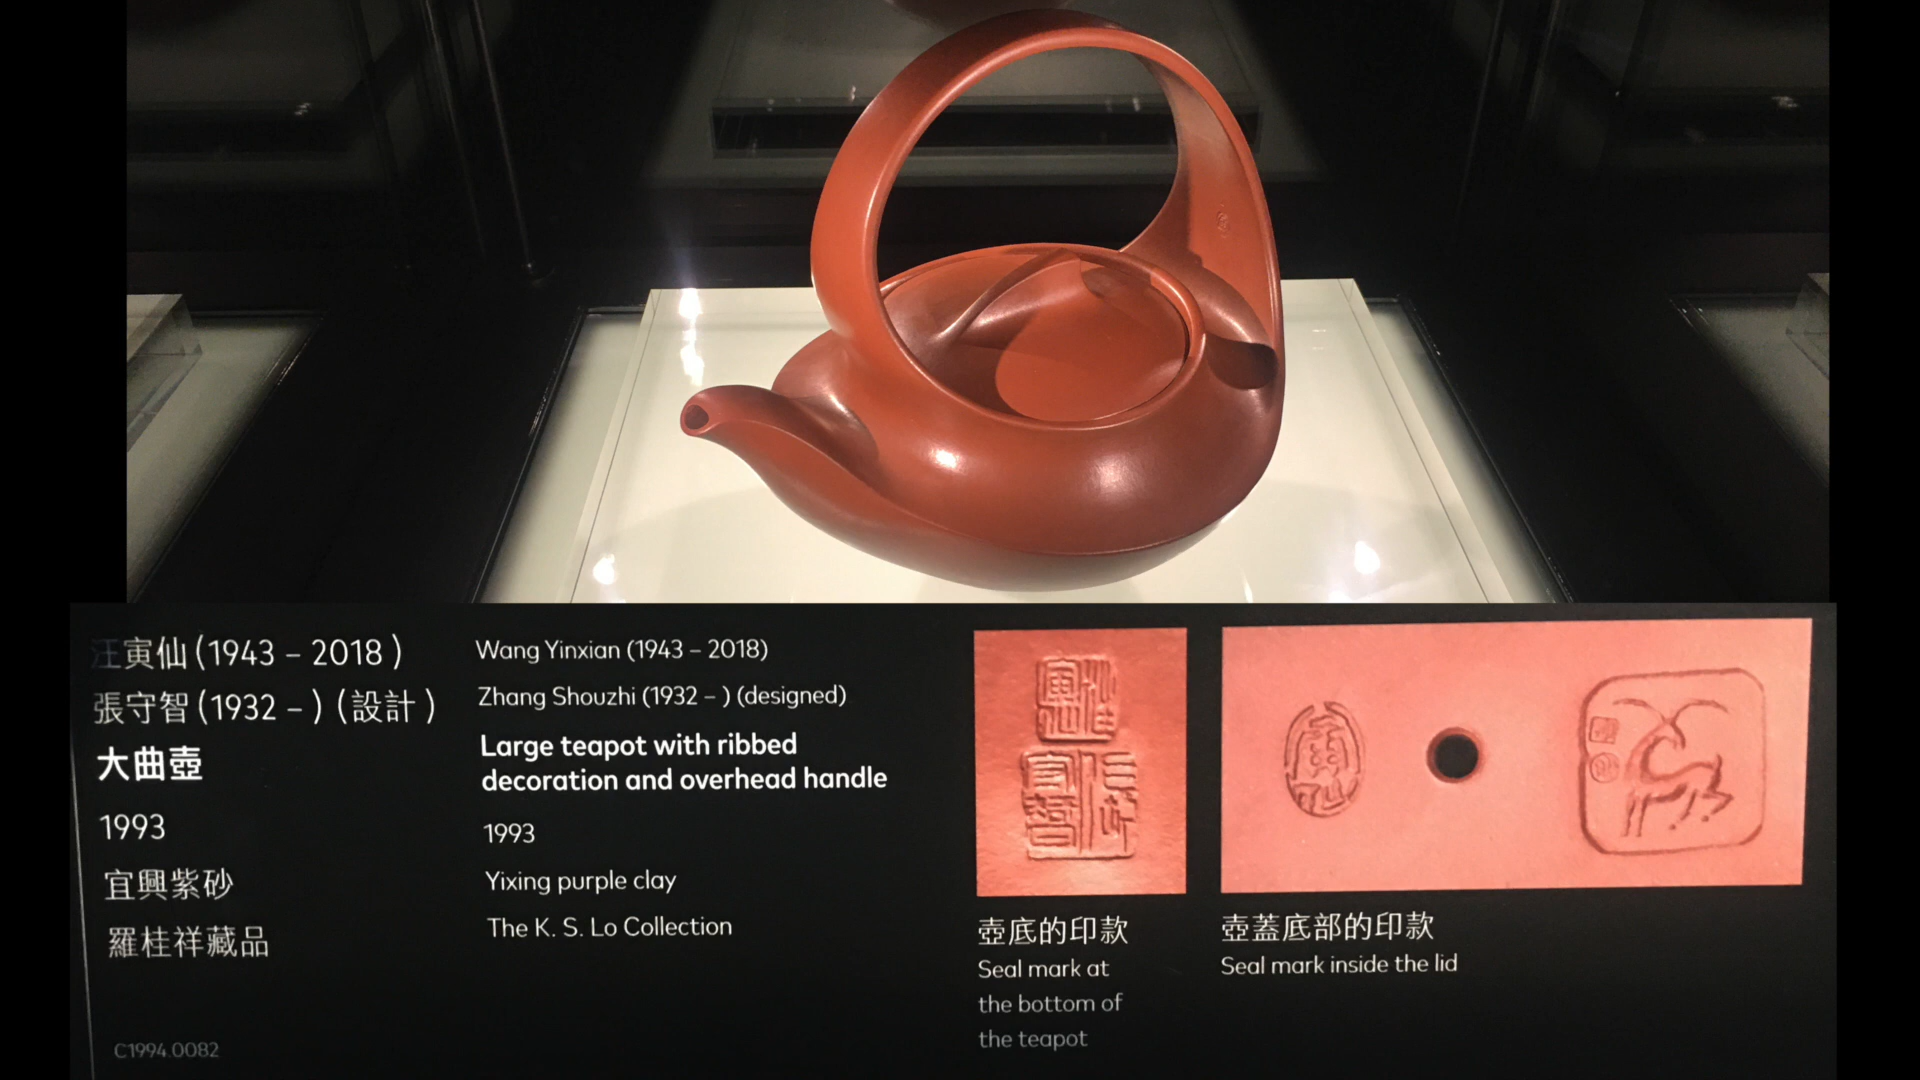 汪寅仙 (1943 – 2018)
張守智 (1932 – ) (設計)
大曲壺
1993
宜興紫砂
羅桂祥藏品
C1994.0082
Wang Yinxian (1943 – 2018)
Zhang Shouzhi (1932 – ) (designed)
Large teapot with ribbed
decoration and overhead handle
1993
Yixing purple clay
The K. S. Lo Collection
壺底的印款
Seal mark at
the bottom of
the teapot
壺蓋底部的印款
Seal mark inside the lid